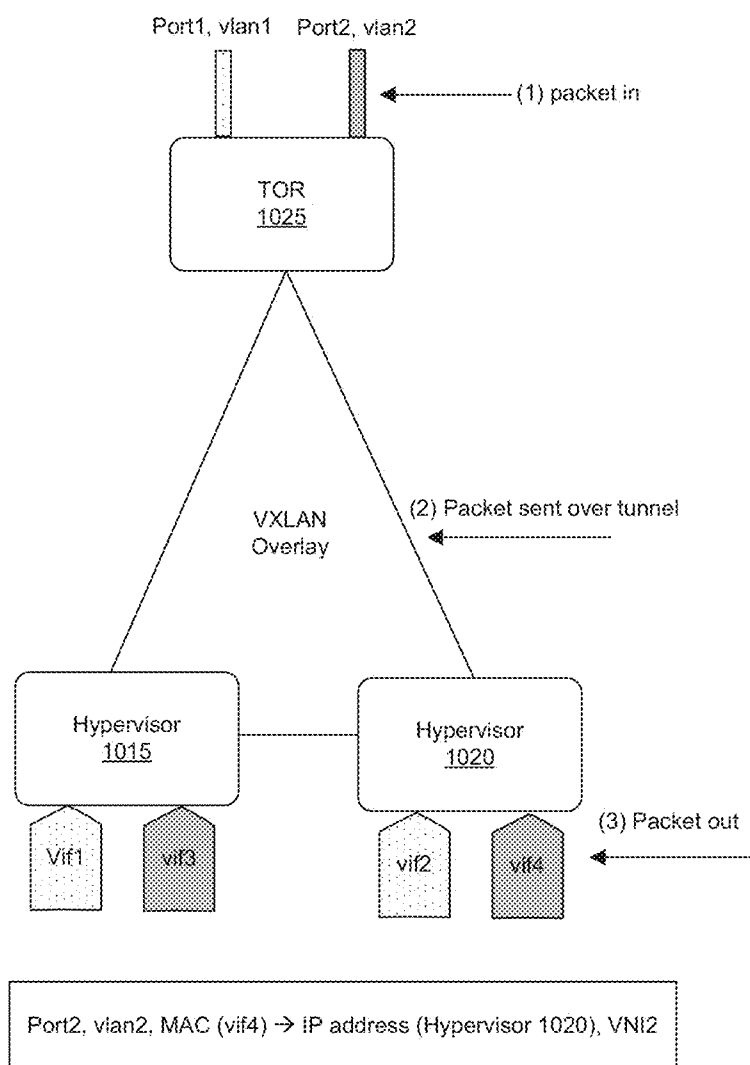 Port1, vlan1
Port2, vlan2
(1) packet in
TOR
1025
VXLAN
Overlay
(2) Packet sent over tunnel
Hypervisor
1015
Hypervisor
1020
(3) Packet out
Vif1
vif3
vif2
vif4
Port2, vlan2, MAC (vif4) → IP address (Hypervisor 1020), VNI2